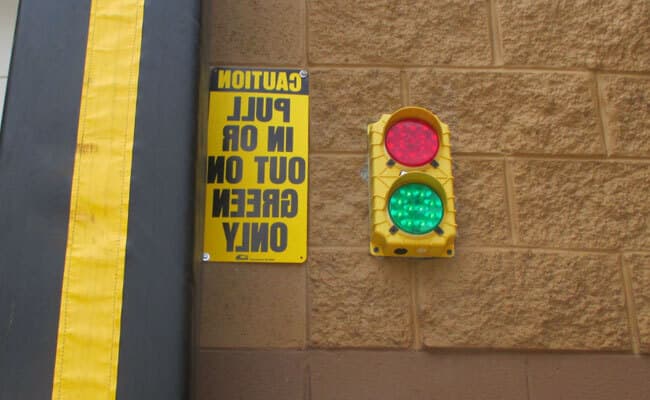 CAUTION
PULL
IN OR
OUT ON
GREEN
ONLY